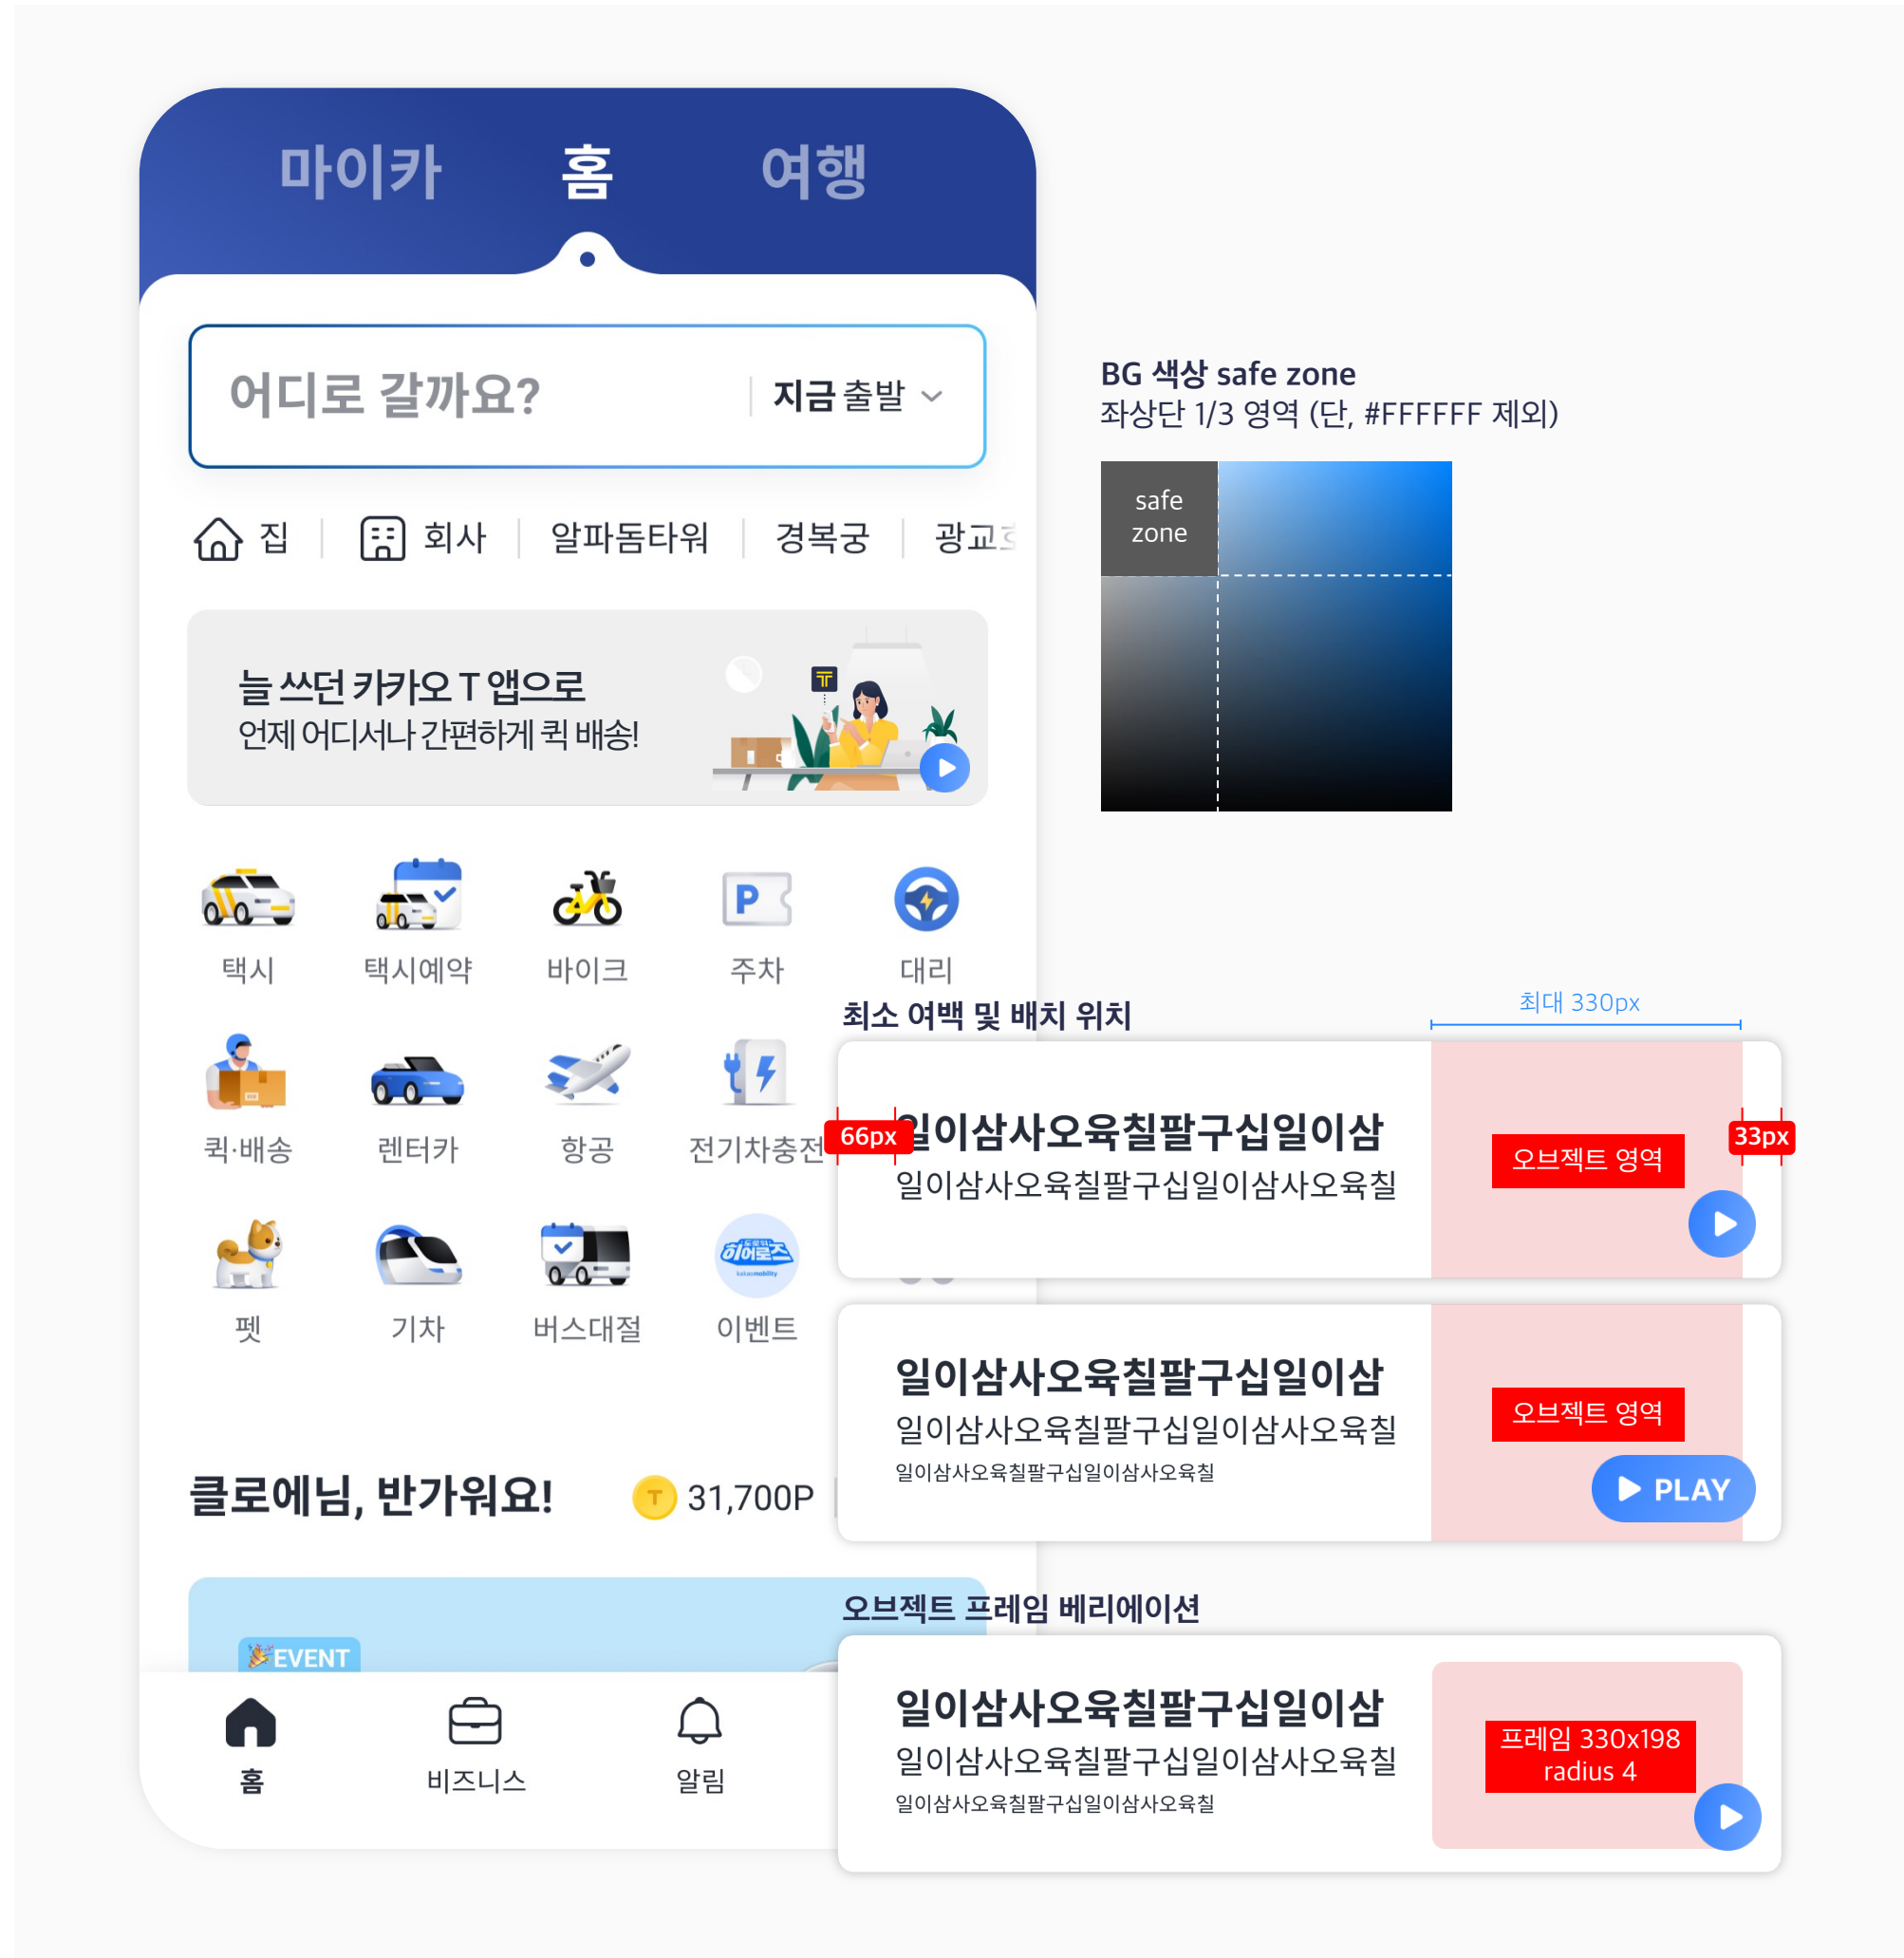 마이카
홈
여행
어디로 갈까요?
지금 출발
집
회사
알파돔타워
경복궁
광교
늘 쓰던 카카오 T 앱으로
언제 어디서나 간편하게 퀵 배송!
택시
택시예약
바이크
P
주차
대리
퀵·배송
렌터카
항공
전기차충전
펫
기차
버스대절
도로위
히어로즈
kakaomobility
이벤트
클로에님, 반가워요!
T 31,700P
EVENT
홈
비즈니스
알림
BG 색상 safe zone
좌상단 1/3 영역 (단, #FFFFFF 제외)
safe
zone
최소 여백 및 배치 위치
최대 330px
66px
일이삼사오육칠팔구십일이삼
일이삼사오육칠팔구십일이삼사오육칠
오브젝트 영역
33px
일이삼사오육칠팔구십일이삼
일이삼사오육칠팔구십일이삼사오육칠
일이삼사오육칠팔구십일이삼사오육칠
오브젝트 영역
PLAY
오브젝트 프레임 베리에이션
일이삼사오육칠팔구십일이삼
일이삼사오육칠팔구십일이삼사오육칠
일이삼사오육칠팔구십일이삼사오육칠
프레임 330x198
radius 4